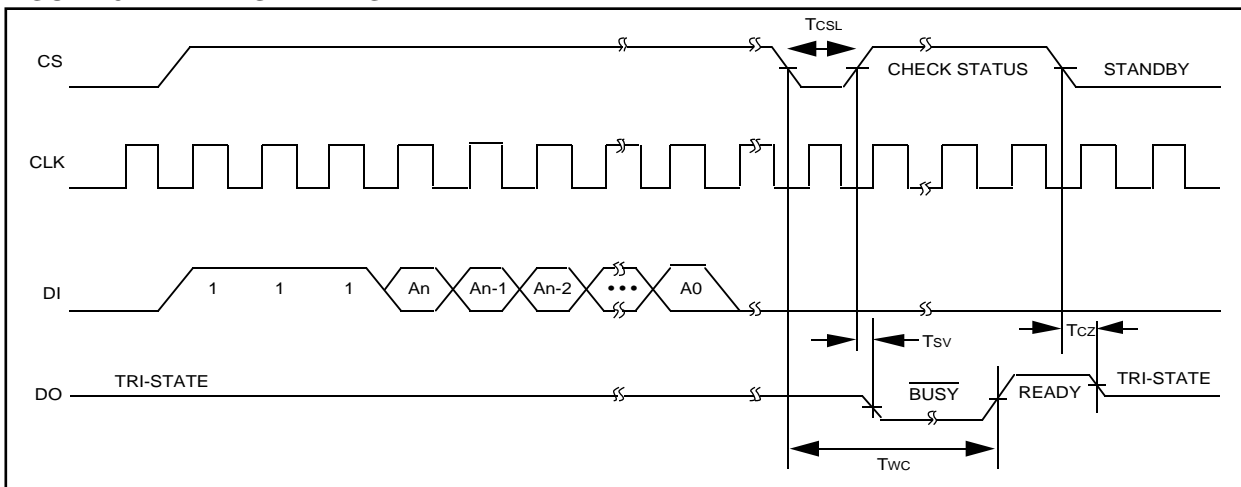 TCSL
CS
CHECK STATUS
STANDBY
CLK
DI
1 1 1 An An-1 An-2 ••• A0
TSV
TCZ
DO
TRI-STATE
BUSY
READY
TRI-STATE
TWC